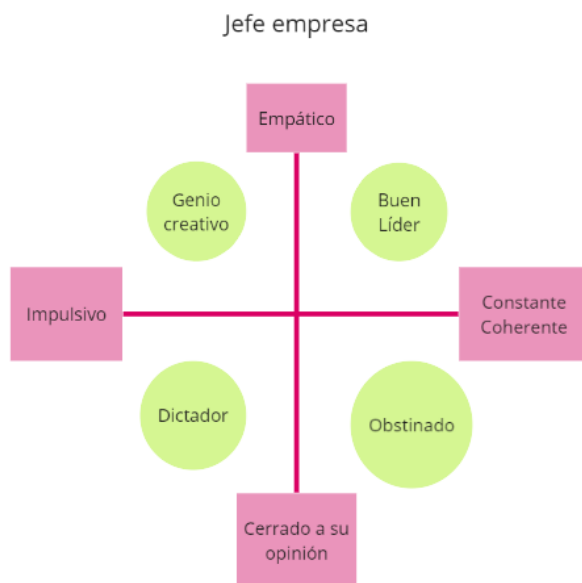 Jefe empresa
Empático
Genio
creativo
Buen
Líder
Impulsivo
Constante
Coherente
Dictador
Obstinado
Cerrado a su
opinión